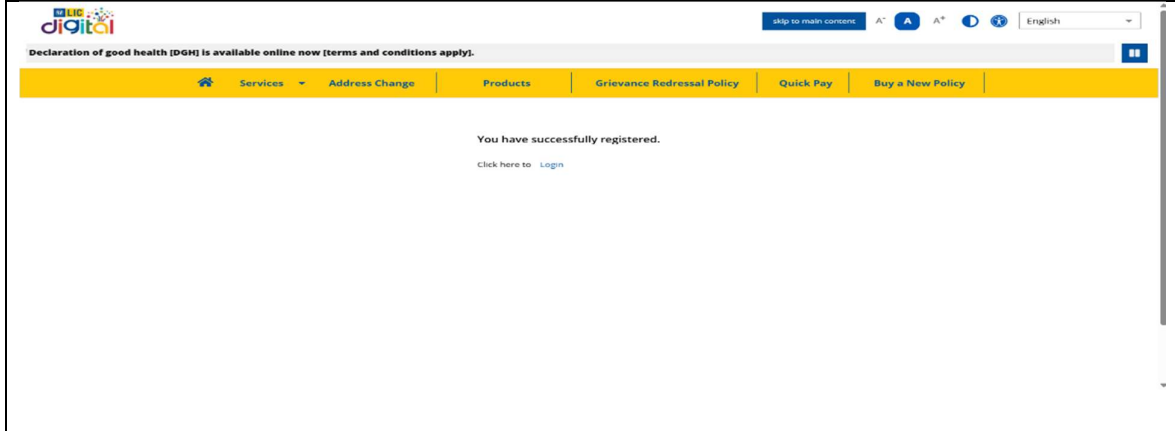 LIC
digital
skip to main content A- A A+ English
Declaration of good health [DGH] is available online now [terms and conditions apply].
Services Address Change Products Grievance Redressal Policy Quick Pay Buy a New Policy
You have successfully registered.
Click here to Login